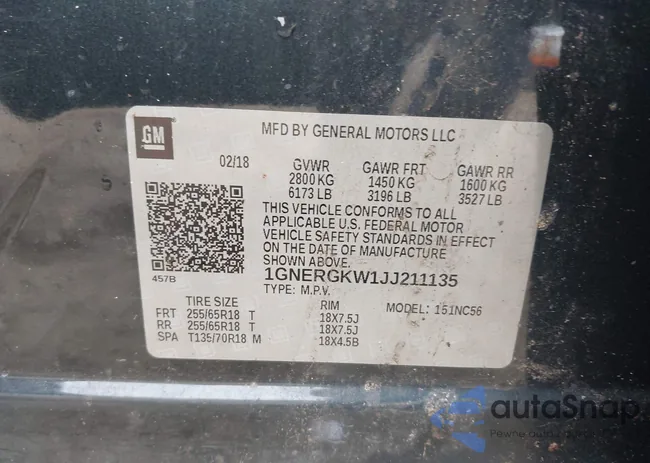 GM
MFD BY GENERAL MOTORS LLC
02/18 GVWR GAWR FRT GAWR RR
2800 KG 1450 KG 1600 KG
6173 LB 3196 LB 3527 LB
THIS VEHICLE CONFORMS TO ALL
APPLICABLE U.S. FEDERAL MOTOR
VEHICLE SAFETY STANDARDS IN EFFECT
ON THE DATE OF MANUFACTURE
SHOWN ABOVE.
457B
1GNERGKW1JJ211135
TYPE: M.P.V. MODEL: 151NC56
TIRE SIZE RIM
FRT 255/65R18 T 18X7.5J
RR 255/65R18 T 18X7.5J
SPA T135/70R18 M 18X4.5B
autaSnap
Pewne auta